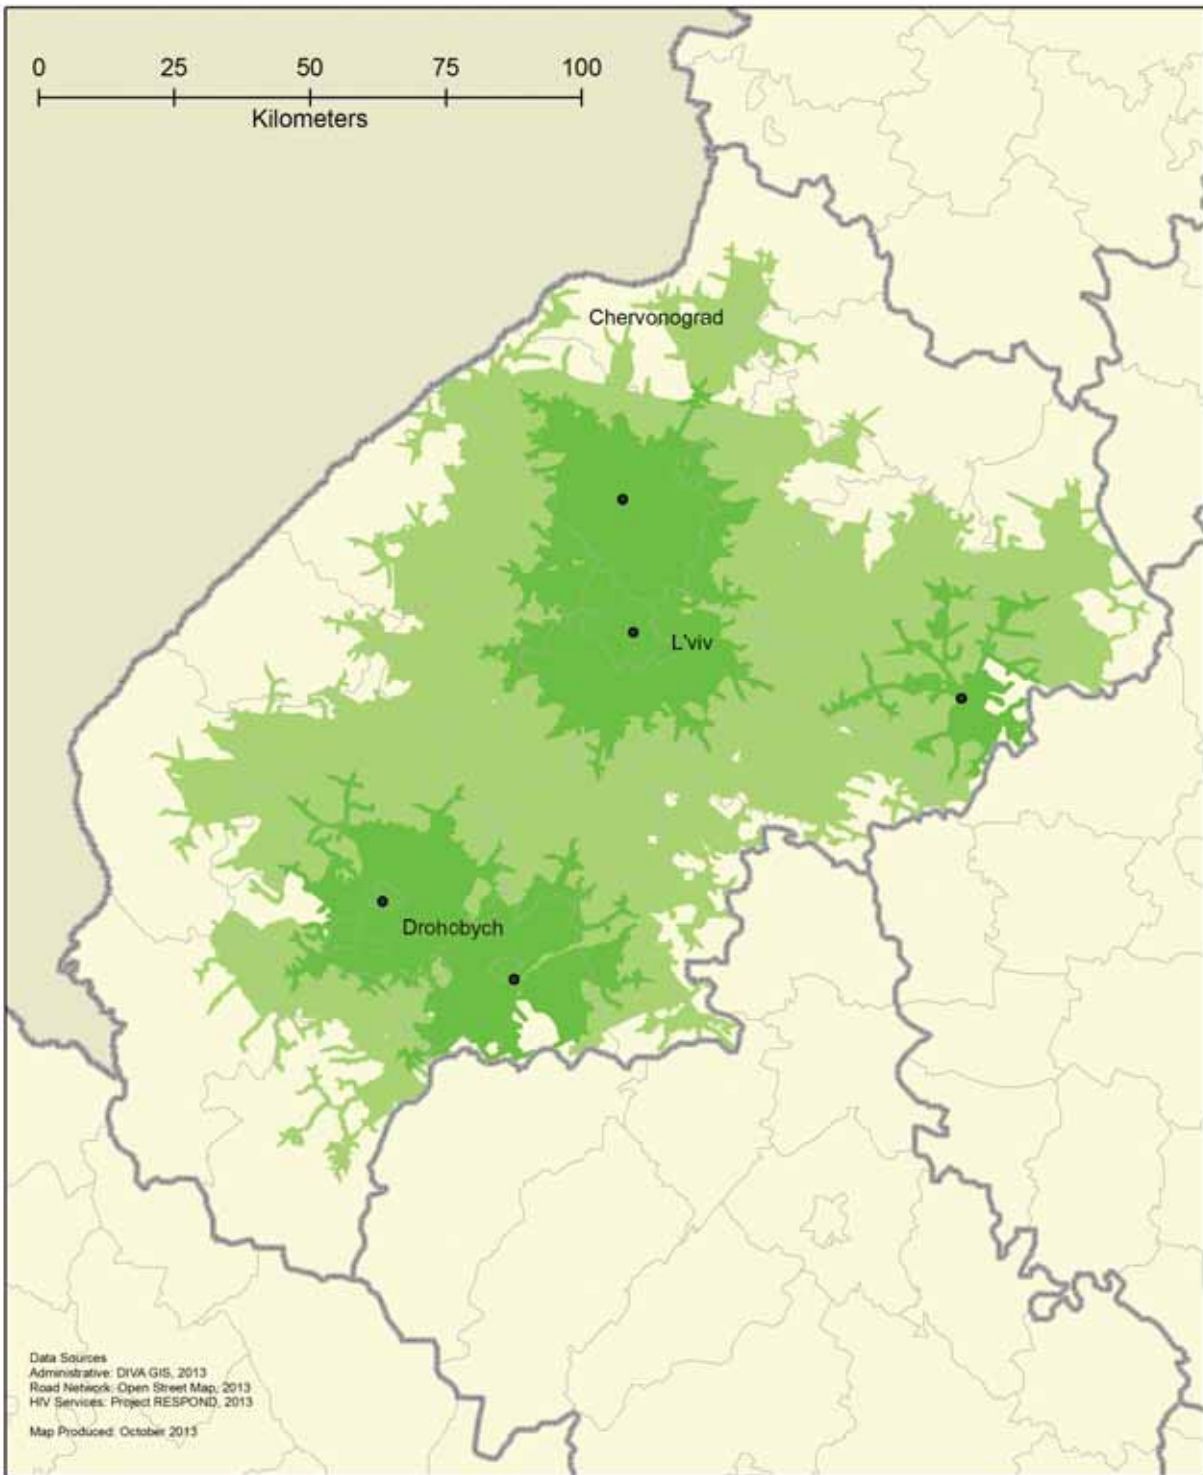 0 25 50 75 100
Kilometers
Chervonograd
L'viv
Drohobych
Data Sources
Administrative: DIVA GIS, 2013
Road Network: Open Street Map, 2013
HIV Services: Project RESPOND, 2013
Map Produced: October 2013